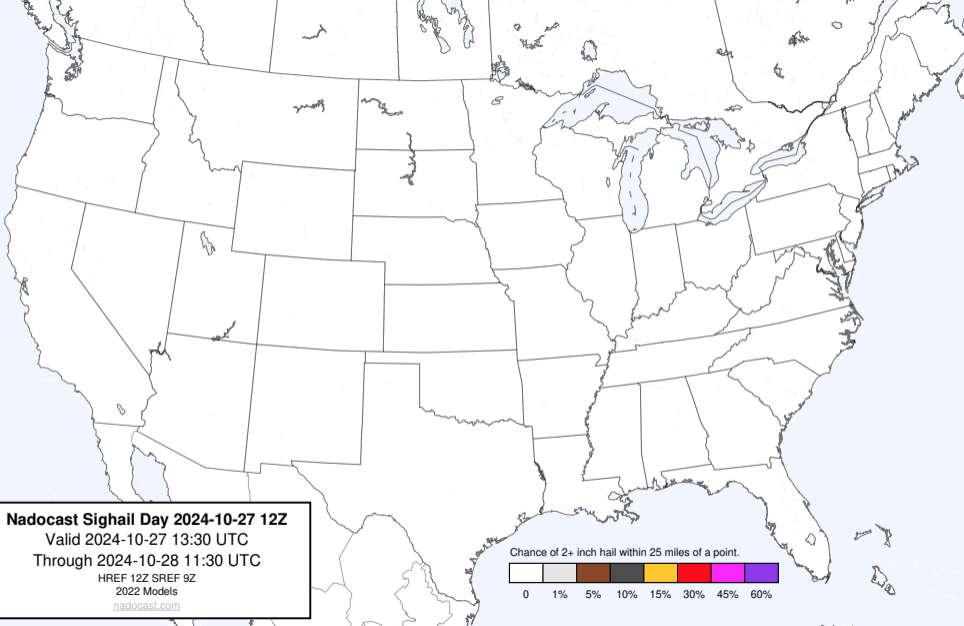 Nadocast Sighail Day 2024-10-27 12Z
Valid 2024-10-27 13:30 UTC
Through 2024-10-28 11:30 UTC
HREF 12Z SREF 9Z
2022 Models
nadocast.com
Chance of 2+ inch hail within 25 miles of a point.
0 1% 5% 10% 15% 30% 45% 60%